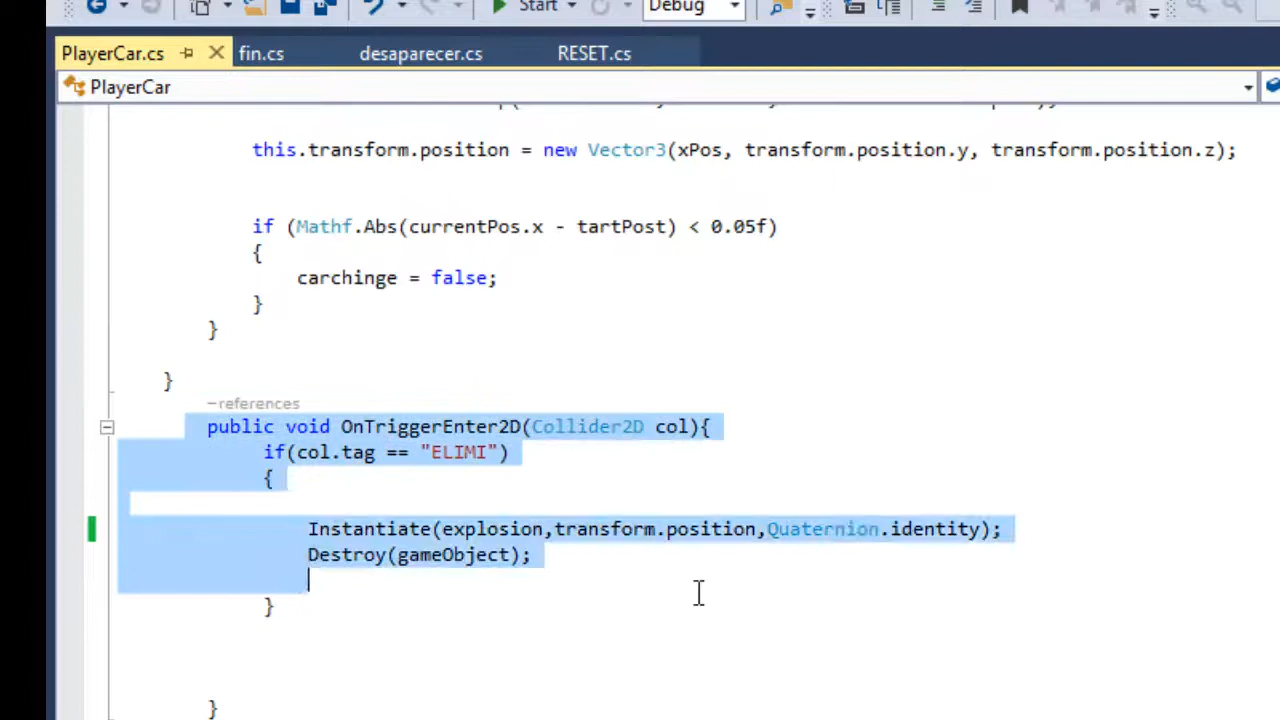 Start Debug
PlayerCar.cs fin.cs desaparecer.cs RESET.cs
PlayerCar
this.transform.position = new Vector3(xPos, transform.position.y, transform.position.z);
if (Mathf.Abs(currentPos.x - tartPost) < 0.05f)
{
carchinge = false;
}
}
}
–references
public void OnTriggerEnter2D(Collider2D col){
if(col.tag == "ELIMI")
{
Instantiate(explosion,transform.position,Quaternion.identity);
Destroy(gameObject);
}
}